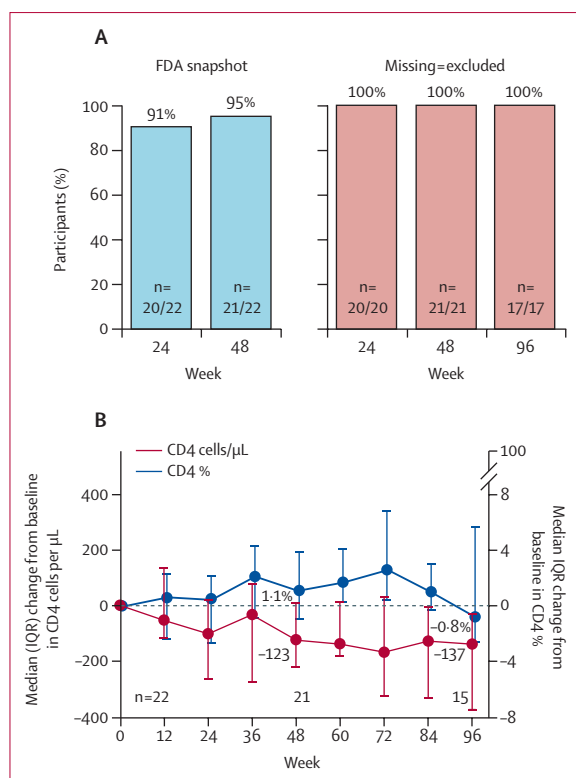 A
FDA snapshot
Missing=excluded
Participants (%)
100
80
60
40
20
0
91%
95%
n=
20/22
n=
21/22
24
48
Week
100%
100%
100%
n=
20/20
n=
21/21
n=
17/17
24
48
96
Week
B
CD4 cells/μL
CD4 %
Median (IQR) change from baseline
in CD4 cells per μL
400
200
0
–200
–400
100
8
4
0
–4
–8
Median IQR change from
baseline in CD4 %
1·1%
–0·8%
–123
–137
n=22
21
15
0
12
24
36
48
60
72
84
96
Week